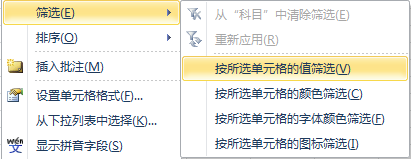 筛选(E)
排序(O)
插入批注(M)
设置单元格格式(F)...
从下拉列表中选择(K)...
wén
文
显示拼音字段(S)
从“科目”中清除筛选(E)
重新应用(R)
按所选单元格的值筛选(V)
按所选单元格的颜色筛选(C)
按所选单元格的字体颜色筛选(F)
按所选单元格的图标筛选(I)